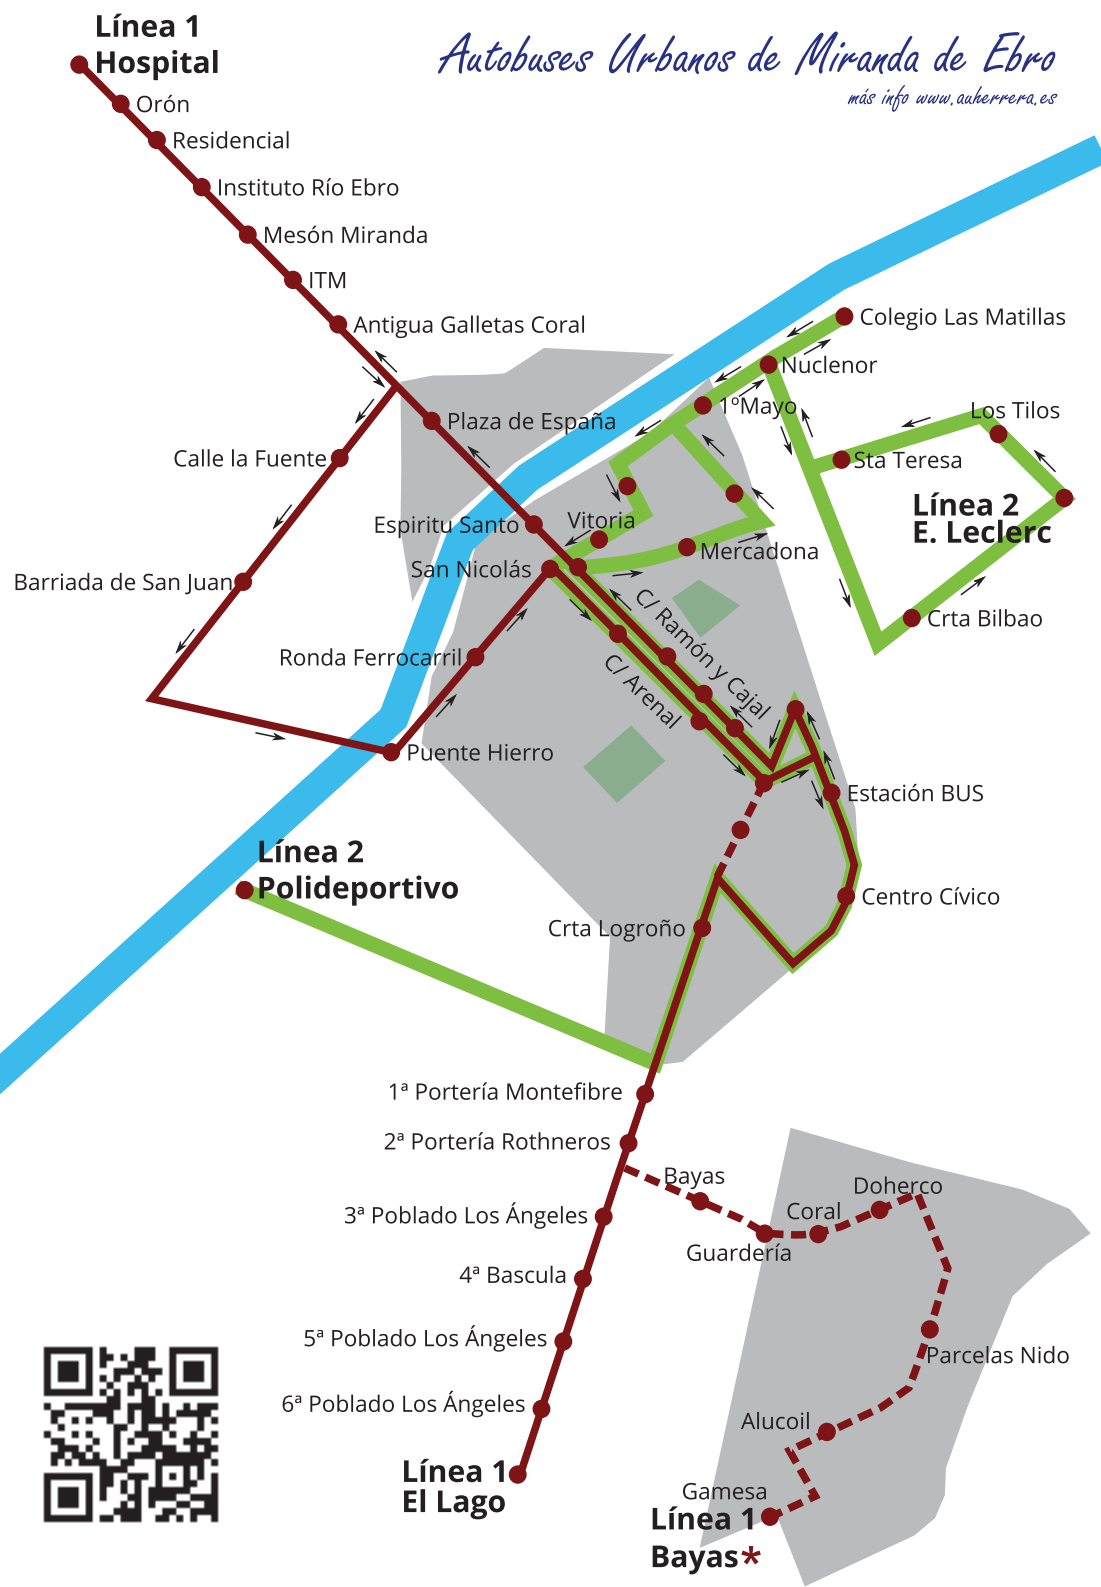 Línea 1
Hospital
Autobuses Urbanos de Miranda de Ebro
más info www.auherrera.es
Orón
Residencial
Instituto Río Ebro
Mesón Miranda
ITM
Antigua Galletas Coral
Colegio Las Matillas
Nuclenor
1ºMayo
Los Tilos
Plaza de España
Calle la Fuente
Sta Teresa
Línea 2
E. Leclerc
Espiritu Santo
Vitoria
Mercadona
San Nicolás
Barriada de San Juan
Crta Bilbao
C/ Ramón y Cajal
C/ Arenal
Ronda Ferrocarril
Puente Hierro
Estación BUS
Línea 2
Polideportivo
Centro Cívico
Crta Logroño
1ª Portería Montefibre
2ª Portería Rothneros
Bayas
Doherco
3ª Poblado Los Ángeles
Coral
Guardería
4ª Bascula
5ª Poblado Los Ángeles
Parcelas Nido
6ª Poblado Los Ángeles
Alucoil
Línea 1
El Lago
Gamesa
Línea 1
Bayas*